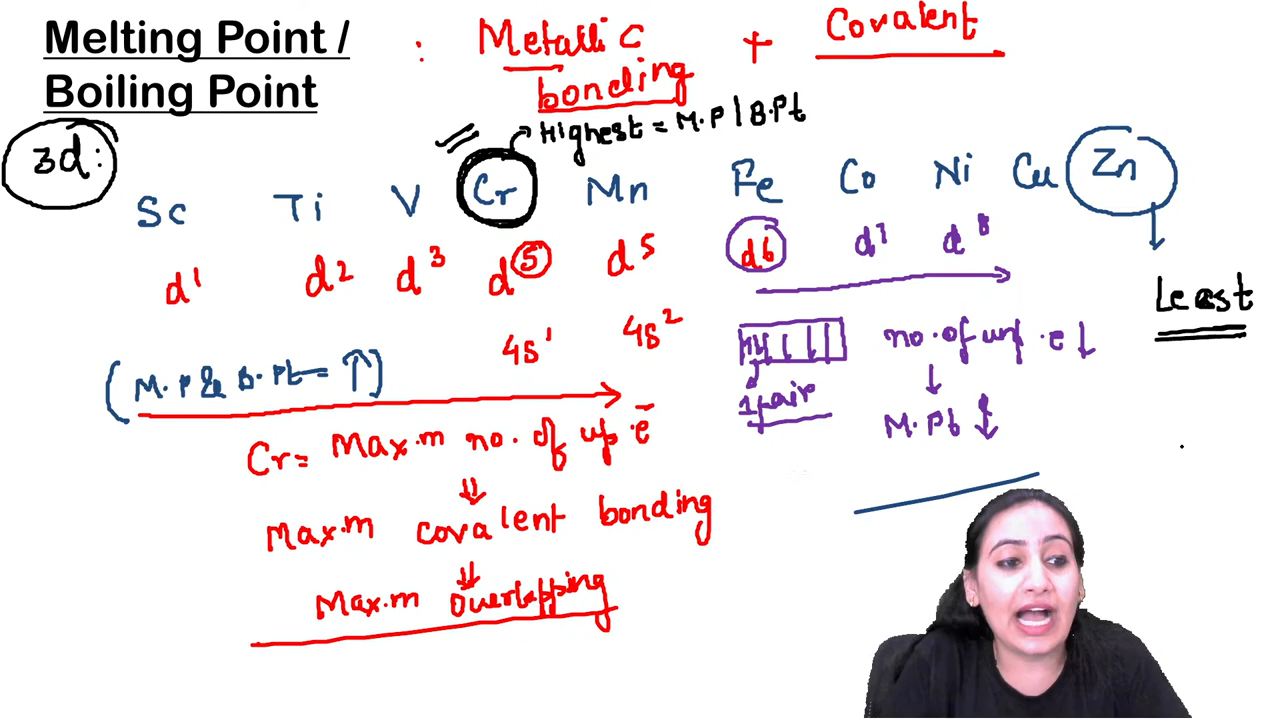 Melting Point /
Boiling Point
: Metallic bonding + Covalent
Highest = M.P | B.Pt
3d:
Sc Ti V Cr Mn Fe Co Ni Cu Zn
d1 d2 d3 d5 d5 d6 d7 d8
4s1 4s2
Least
(M.P & B.Pt = ↑)
1 pair
no. of unp. e ↓
↓
M.Pt ↓
Cr = Max.m no. of up. e-
⇓
Max.m covalent bonding
⇓
Max.m overlapping